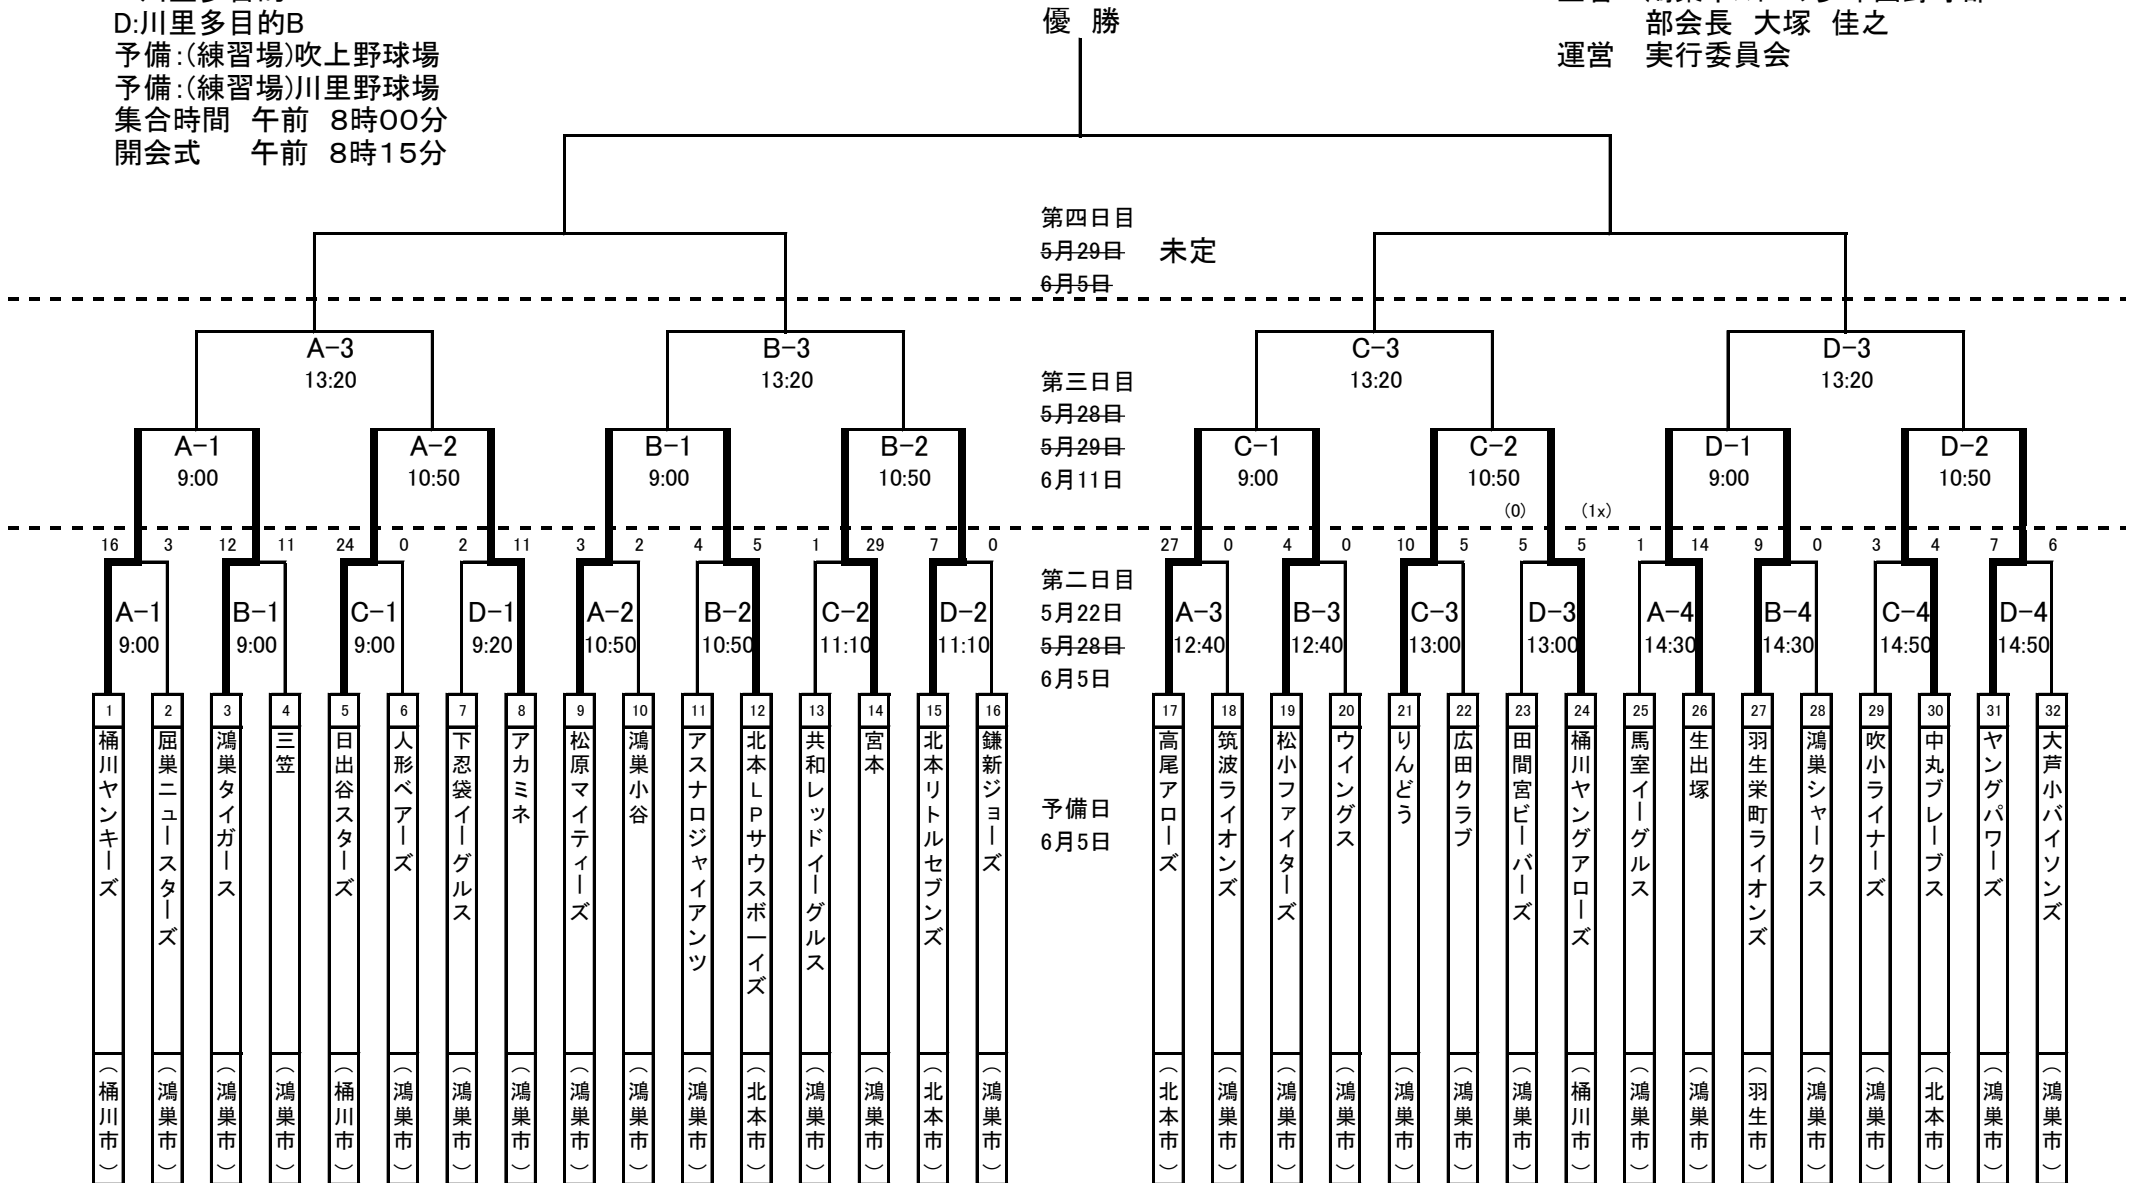 D:川里多目的B
予備:(練習場)吹上野球場
予備:(練習場)川里野球場
集合時間 午前 8時00分
開会式 午前 8時15分
優 勝
部会長 大塚 佳之
運営 実行委員会
第四日目
5月29日 未定
6月5日
A-3
13:20
B-3
13:20
C-3
13:20
D-3
13:20
第三日目
5月28日
5月29日
6月11日
A-1
9:00
A-2
10:50
B-1
9:00
B-2
10:50
C-1
9:00
C-2
10:50
D-1
9:00
D-2
10:50
(0) (1x)
16 3 12 11 24 0 2 11 3 2 4 5 1 29 7 0
27 0 4 0 10 5 5 5 1 14 9 0 3 4 7 6
第二日目
5月22日
5月28日
6月5日
A-1
9:00
B-1
9:00
C-1
9:00
D-1
9:20
A-2
10:50
B-2
10:50
C-2
11:10
D-2
11:10
A-3
12:40
B-3
12:40
C-3
13:00
D-3
13:00
A-4
14:30
B-4
14:30
C-4
14:50
D-4
14:50
予備日
6月5日
1 桶川ヤンキーズ (桶川市)
2 屈巣ニュースターズ (鴻巣市)
3 鴻巣タイガース (鴻巣市)
4 三笠 (鴻巣市)
5 日出谷スターズ (桶川市)
6 人形ベアーズ (鴻巣市)
7 下忍袋イーグルス (鴻巣市)
8 アカミネ (鴻巣市)
9 松原マイティーズ (鴻巣市)
10 鴻巣小谷 (鴻巣市)
11 アスナロジャイアンツ (鴻巣市)
12 北本LPサウスボーイズ (北本市)
13 共和レッドイーグルス (鴻巣市)
14 宮本 (鴻巣市)
15 北本リトルセブンズ (北本市)
16 鎌新ジョーズ (鴻巣市)
17 高尾アローズ (北本市)
18 筑波ライオンズ (鴻巣市)
19 松小ファイターズ (鴻巣市)
20 ウイングス (鴻巣市)
21 りんどう (鴻巣市)
22 広田クラブ (鴻巣市)
23 田間宮ビーバーズ (鴻巣市)
24 桶川ヤングアローズ (桶川市)
25 馬室イーグルス (鴻巣市)
26 生出塚 (鴻巣市)
27 羽生栄町ライオンズ (羽生市)
28 鴻巣シャークス (鴻巣市)
29 吹小ライナーズ (鴻巣市)
30 中丸ブレーブス (北本市)
31 ヤングパワーズ (鴻巣市)
32 大芦小バイソンズ (鴻巣市)